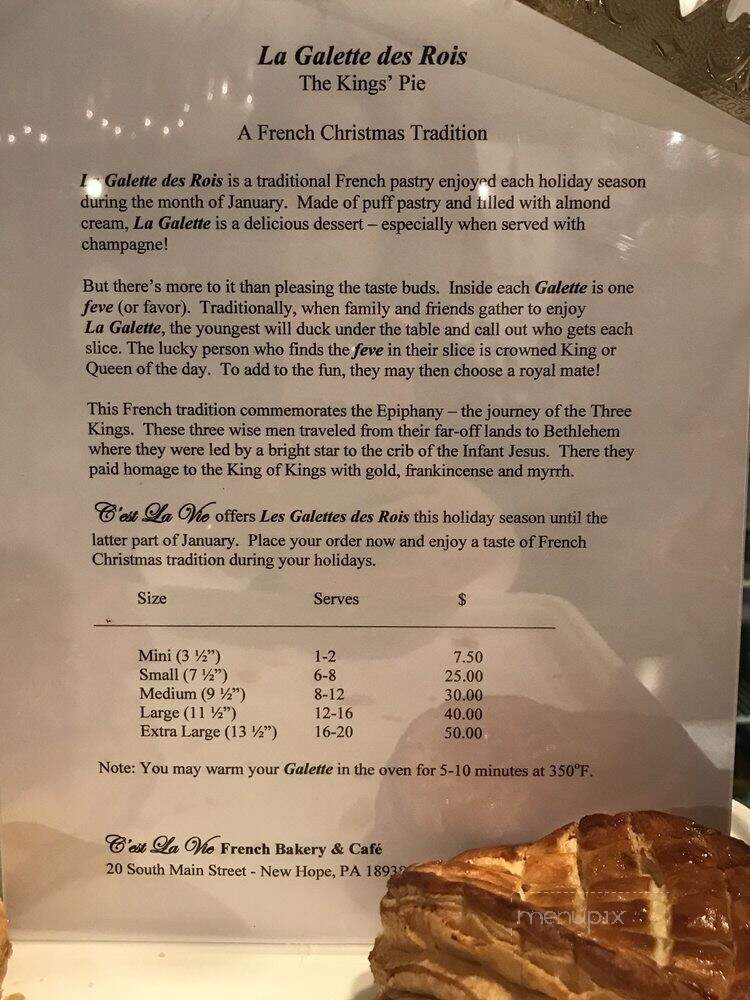 La Galette des Rois
The Kings' Pie
A French Christmas Tradition
La Galette des Rois is a traditional French pastry enjoyed each holiday season
during the month of January. Made of puff pastry and filled with almond
cream, La Galette is a delicious dessert – especially when served with
champagne!
But there's more to it than pleasing the taste buds. Inside each Galette is one
feve (or favor). Traditionally, when family and friends gather to enjoy
La Galette, the youngest will duck under the table and call out who gets each
slice. The lucky person who finds the feve in their slice is crowned King or
Queen of the day. To add to the fun, they may then choose a royal mate!
This French tradition commemorates the Epiphany – the journey of the Three
Kings. These three wise men traveled from their far-off lands to Bethlehem
where they were led by a bright star to the crib of the Infant Jesus. There they
paid homage to the King of Kings with gold, frankincense and myrrh.
C'est La Vie offers Les Galettes des Rois this holiday season until the
latter part of January. Place your order now and enjoy a taste of French
Christmas tradition during your holidays.
Size Serves $
Mini (3 ½") 1-2 7.50
Small (7 ½") 6-8 25.00
Medium (9 ½") 8-12 30.00
Large (11 ½") 12-16 40.00
Extra Large (13 ½") 16-20 50.00
Note: You may warm your Galette in the oven for 5-10 minutes at 350°F.
C'est La Vie French Bakery & Café
20 South Main Street - New Hope, PA 18938
menupix